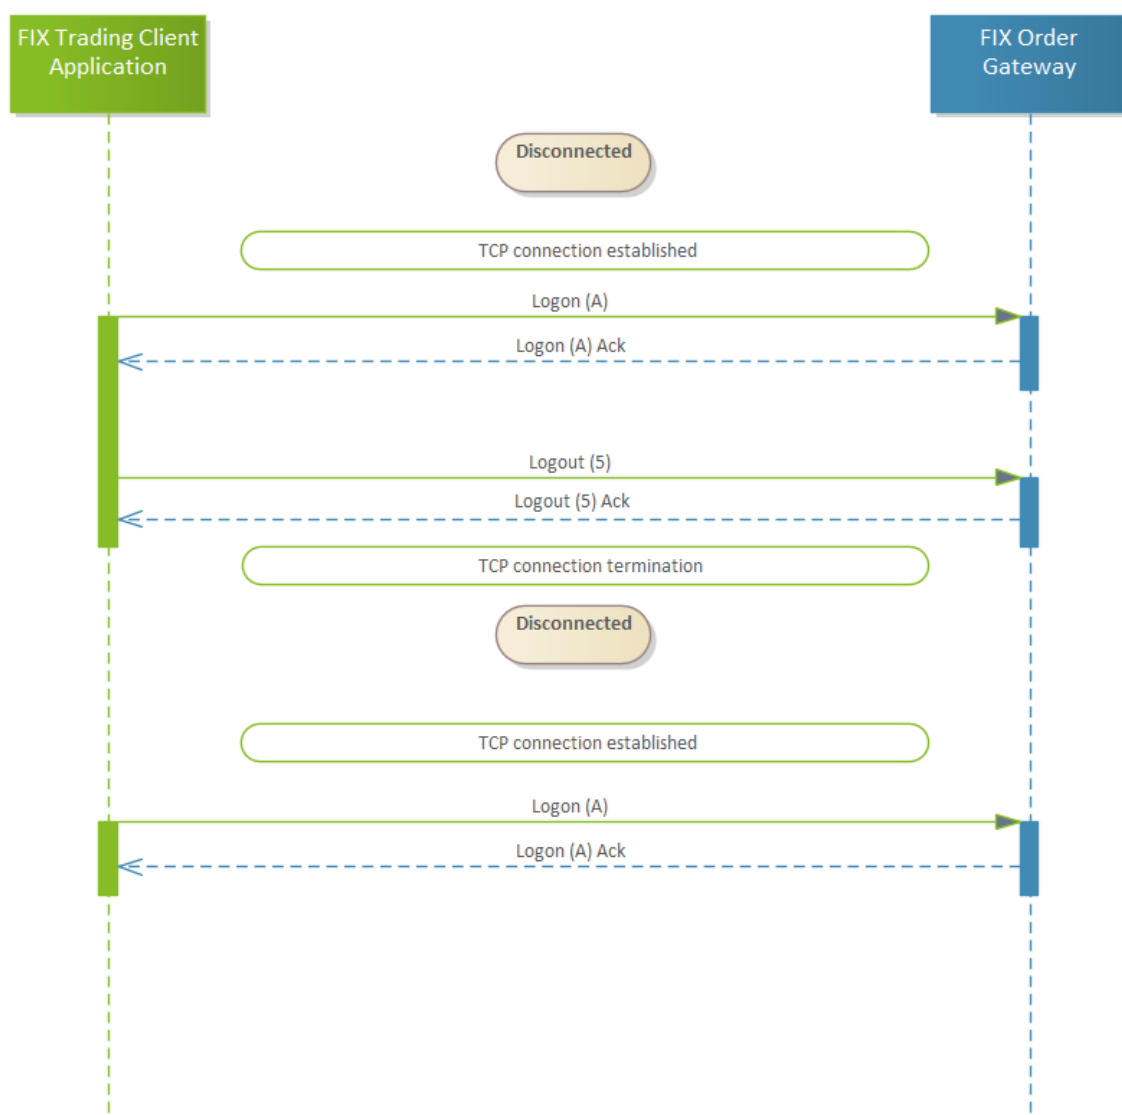 FIX Trading Client
Application
FIX Order
Gateway
Disconnected
TCP connection established
Logon (A)
Logon (A) Ack
Logout (5)
Logout (5) Ack
TCP connection termination
Disconnected
TCP connection established
Logon (A)
Logon (A) Ack